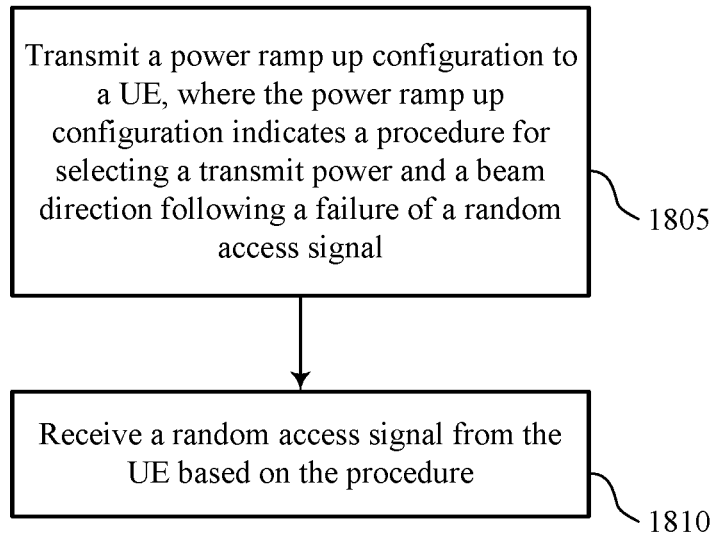 Transmit a power ramp up configuration to
a UE, where the power ramp up
configuration indicates a procedure for
selecting a transmit power and a beam
direction following a failure of a random
access signal
1805
Receive a random access signal from the
UE based on the procedure
1810